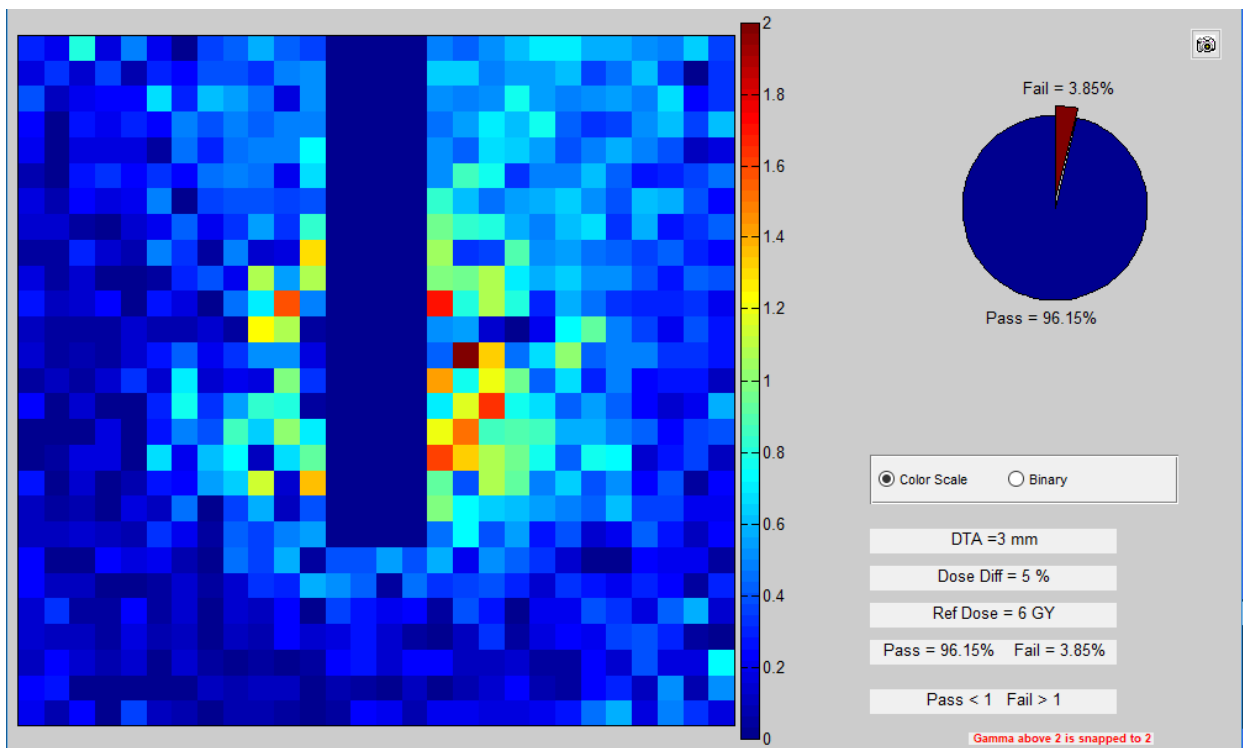 2
1.8
1.6
1.4
1.2
1
0.8
0.6
0.4
0.2
0
Fail = 3.85%
Pass = 96.15%
Color Scale Binary
DTA =3 mm
Dose Diff = 5 %
Ref Dose = 6 GY
Pass = 96.15% Fail = 3.85%
Pass < 1 Fail > 1
Gamma above 2 is snapped to 2